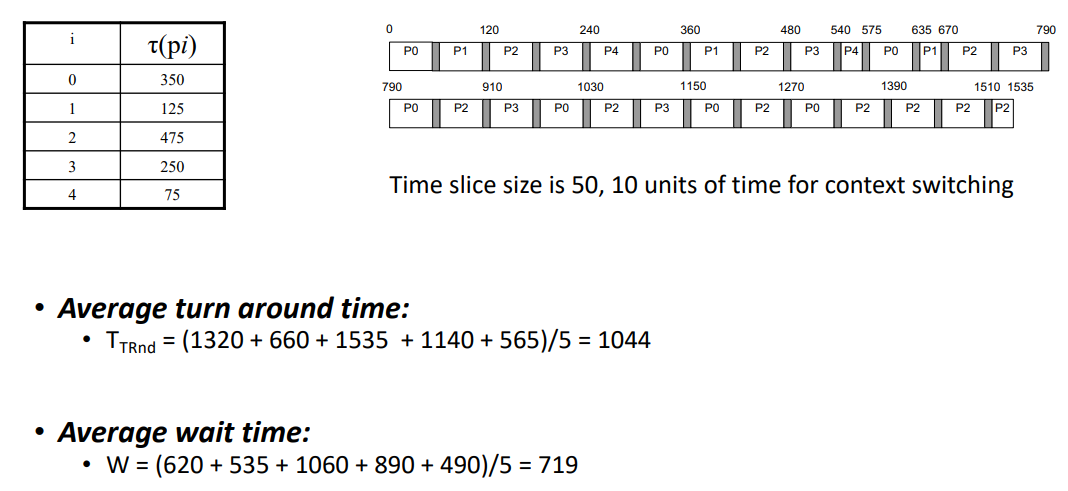 i τ(pi)
0 350
1 125
2 475
3 250
4 75
0 120 240 360 480 540 575 635 670 790
P0 P1 P2 P3 P4 P0 P1 P2 P3 P4 P0 P1 P2 P3
790 910 1030 1150 1270 1390 1510 1535
P0 P2 P3 P0 P2 P3 P0 P2 P0 P2 P2 P2 P2
Time slice size is 50, 10 units of time for context switching
• Average turn around time:
• TTRnd = (1320 + 660 + 1535 + 1140 + 565)/5 = 1044
• Average wait time:
• W = (620 + 535 + 1060 + 890 + 490)/5 = 719